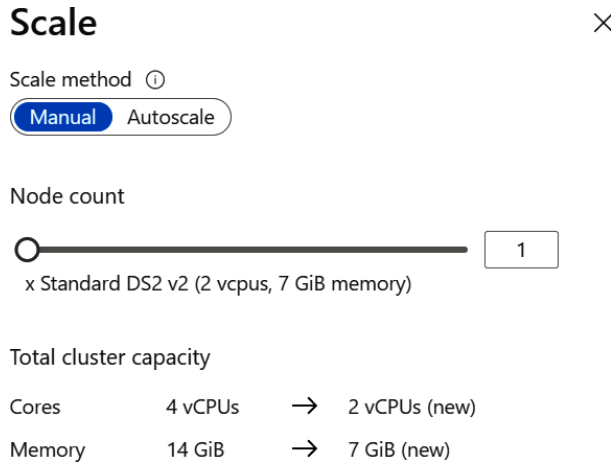 Scale
Scale method
Manual Autoscale
Node count
1
x Standard DS2 v2 (2 vcpus, 7 GiB memory)
Total cluster capacity
Cores 4 vCPUs → 2 vCPUs (new)
Memory 14 GiB → 7 GiB (new)